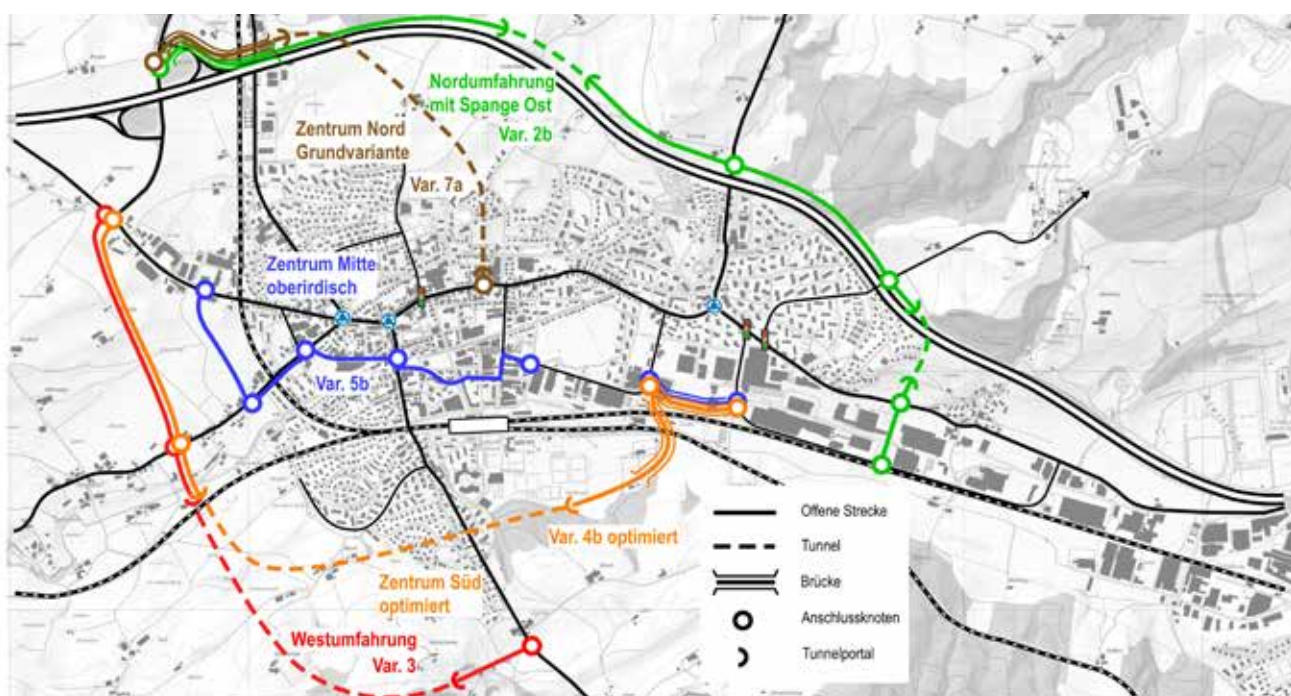 Nordumfahrung
mit Spange Ost
Var. 2b
Zentrum Nord
Grundvariante
Var. 7a
Zentrum Mitte
oberirdisch
Var. 5b
Var. 4b optimiert
Zentrum Süd
optimiert
Westumfahrung
Var. 3
Offene Strecke
Tunnel
Brücke
Anschlussknoten
Tunnelportal